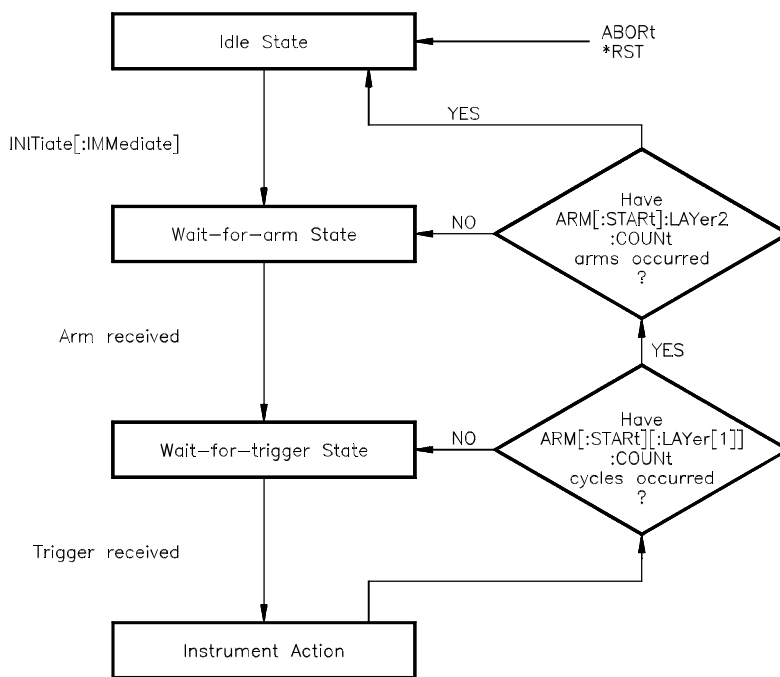 Idle State
ABORt
*RST
YES
INITiate[:IMMediate]
Have
ARM[:STARt]:LAYer2
:COUNt
arms occurred
?
Wait-for-arm State
NO
Arm received
YES
Have
ARM[:STARt][:LAYer[1]]
:COUNt
cycles occurred
?
Wait-for-trigger State
NO
Trigger received
Instrument Action